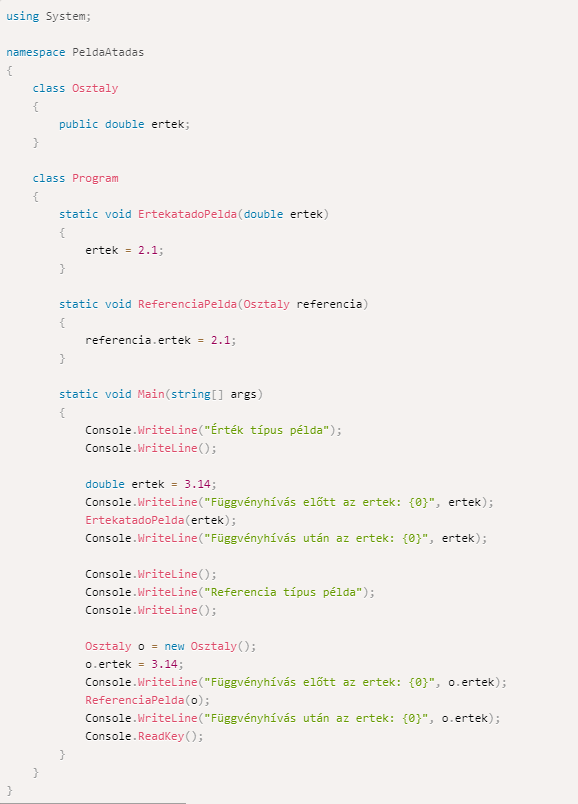 using System;
namespace PeldaAtadas
{
class Osztaly
{
public double ertek;
}
class Program
{
static void ErtekatadoPelda(double ertek)
{
ertek = 2.1;
}
static void ReferenciaPelda(Osztaly referencia)
{
referencia.ertek = 2.1;
}
static void Main(string[] args)
{
Console.WriteLine("Érték típus példa");
Console.WriteLine();
double ertek = 3.14;
Console.WriteLine("Függvényhívás előtt az ertek: {0}", ertek);
ErtekatadoPelda(ertek);
Console.WriteLine("Függvényhívás után az ertek: {0}", ertek);
Console.WriteLine();
Console.WriteLine("Referencia típus példa");
Console.WriteLine();
Osztaly o = new Osztaly();
o.ertek = 3.14;
Console.WriteLine("Függvényhívás előtt az ertek: {0}", o.ertek);
ReferenciaPelda(o);
Console.WriteLine("Függvényhívás után az ertek: {0}", o.ertek);
Console.ReadKey();
}
}
}